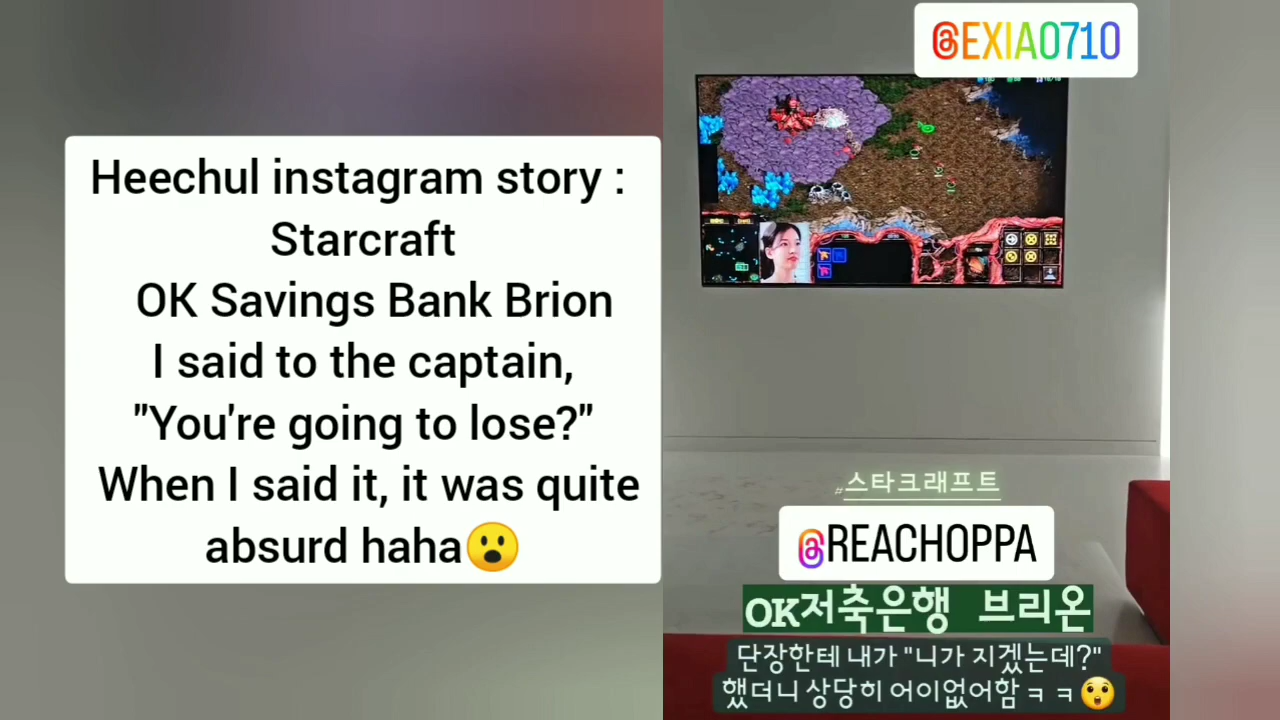 Heechul instagram story :
Starcraft
OK Savings Bank Brion
I said to the captain,
"You're going to lose?"
When I said it, it was quite
absurd haha😮
@EXIA0710
#스타크래프트
@REACHOPPA
OK저축은행 브리온
단장한테 내가 "니가 지겠는데?"
했더니 상당히 어이없어함 ㅋ ㅋ😲